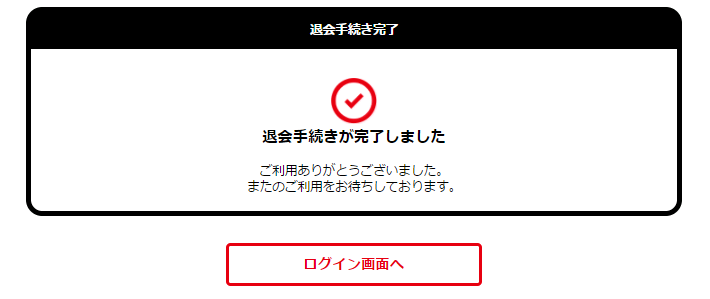 退会手続き完了
退会手続きが完了しました
ご利用ありがとうございました。
またのご利用をお待ちしております。
ログイン画面へ